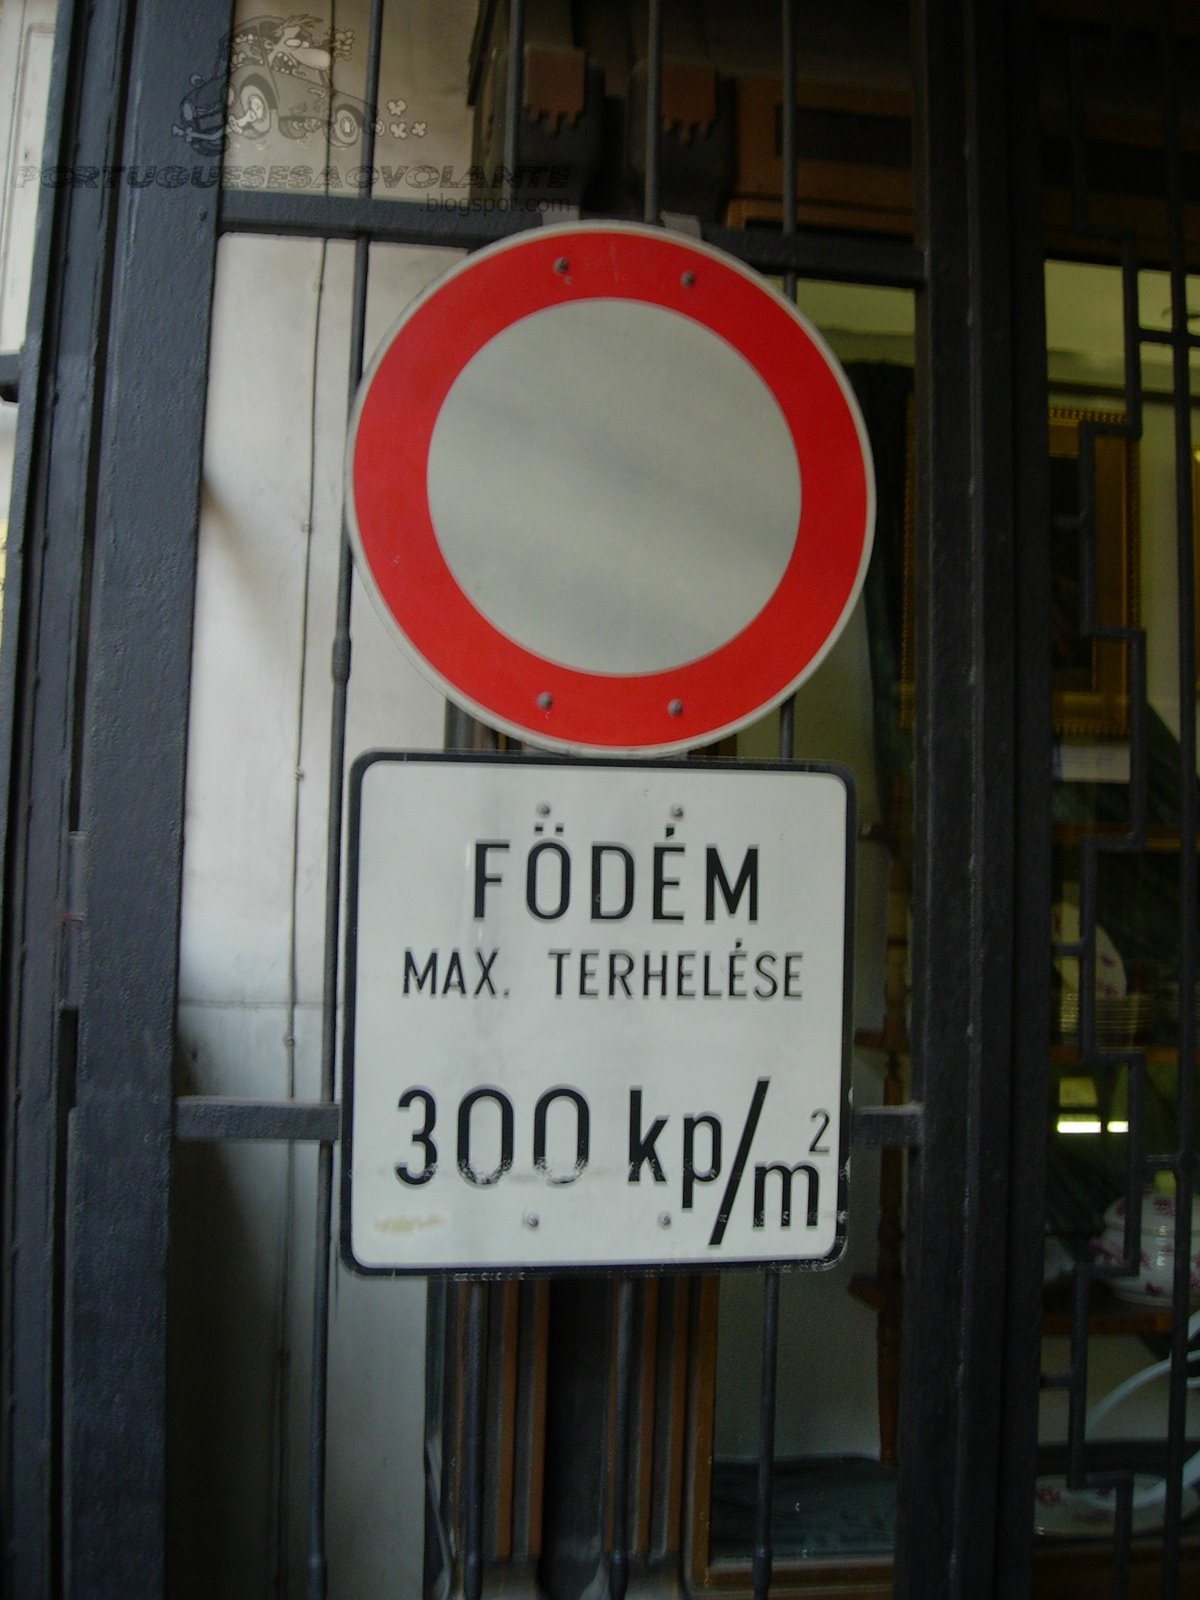 PORTUGUESESAOVOLANTE
.blogspot.com
FÖDÉM
MAX. TERHELÉSE
300 kp/m²